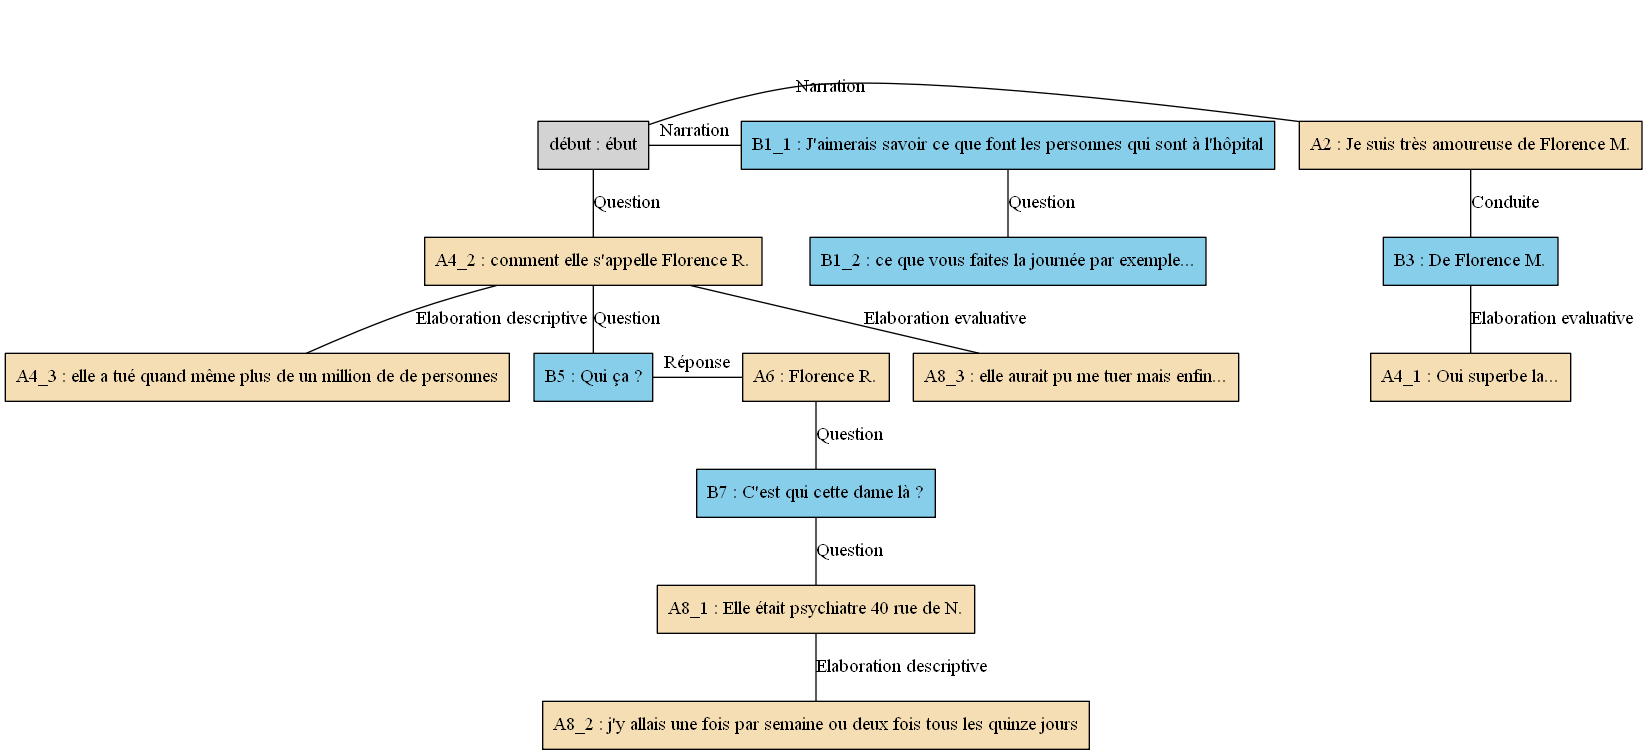 Narration
début : ébut
Narration
B1_1 : J'aimerais savoir ce que font les personnes qui sont à l'hôpital
A2 : Je suis très amoureuse de Florence M.
Question
Question
Conduite
A4_2 : comment elle s'appelle Florence R.
B1_2 : ce que vous faites la journée par exemple...
B3 : De Florence M.
Elaboration descriptive
Question
Elaboration evaluative
Elaboration evaluative
A4_3 : elle a tué quand même plus de un million de de personnes
B5 : Qui ça ?
Réponse
A6 : Florence R.
A8_3 : elle aurait pu me tuer mais enfin...
A4_1 : Oui superbe la...
Question
B7 : C'est qui cette dame là ?
Question
A8_1 : Elle était psychiatre 40 rue de N.
Elaboration descriptive
A8_2 : j'y allais une fois par semaine ou deux fois tous les quinze jours